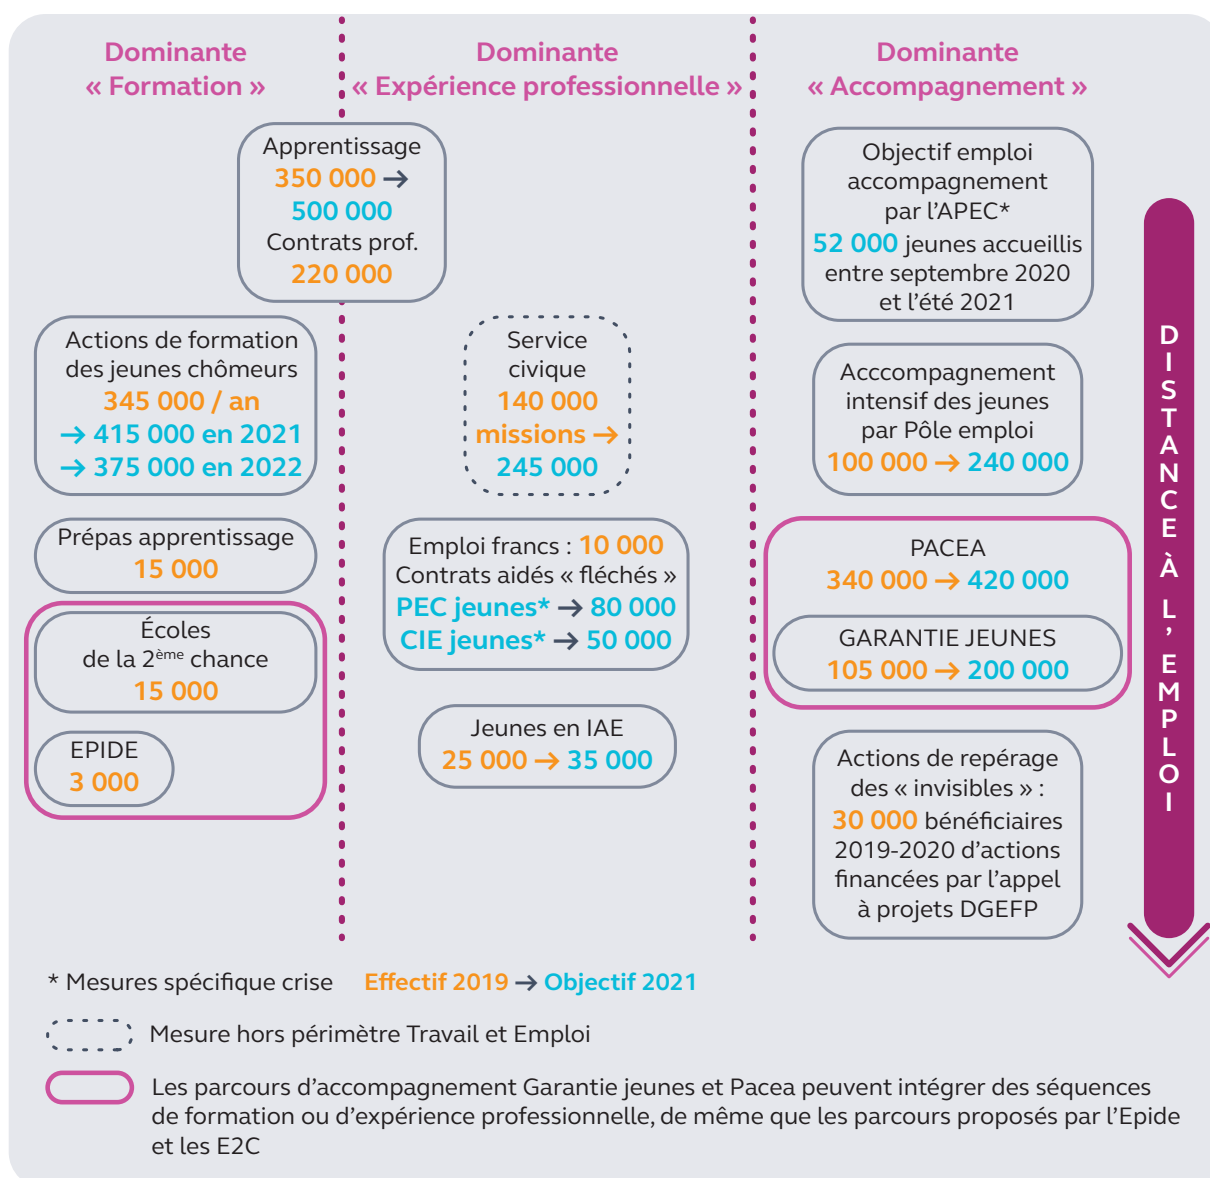 Dominante
« Formation »
Apprentissage
350 000 →
500 000
Contrats prof.
220 000
Actions de formation
des jeunes chômeurs
345 000 / an
→ 415 000 en 2021
→ 375 000 en 2022
Prépas apprentissage
15 000
Écoles
de la 2ème chance
15 000
EPIDE
3 000
Dominante
« Expérience professionnelle »
Service
civique
140 000
missions →
245 000
Emploi francs : 10 000
Contrats aidés « fléchés »
PEC jeunes* → 80 000
CIE jeunes* → 50 000
Jeunes en IAE
25 000 → 35 000
Dominante
« Accompagnement »
Objectif emploi
accompagnement
par l’APEC*
52 000 jeunes accueillis
entre septembre 2020
et l’été 2021
Acccompagnement
intensif des jeunes
par Pôle emploi
100 000 → 240 000
PACEA
340 000 → 420 000
GARANTIE JEUNES
105 000 → 200 000
Actions de repérage
des « invisibles » :
30 000 bénéficiaires
2019-2020 d’actions
financées par l’appel
à projets DGEFP
DISTANCE À L’EMPLOI
* Mesures spécifique crise Effectif 2019 → Objectif 2021
Mesure hors périmètre Travail et Emploi
Les parcours d’accompagnement Garantie jeunes et Pacea peuvent intégrer des séquences
de formation ou d’expérience professionnelle, de même que les parcours proposés par l’Epide
et les E2C